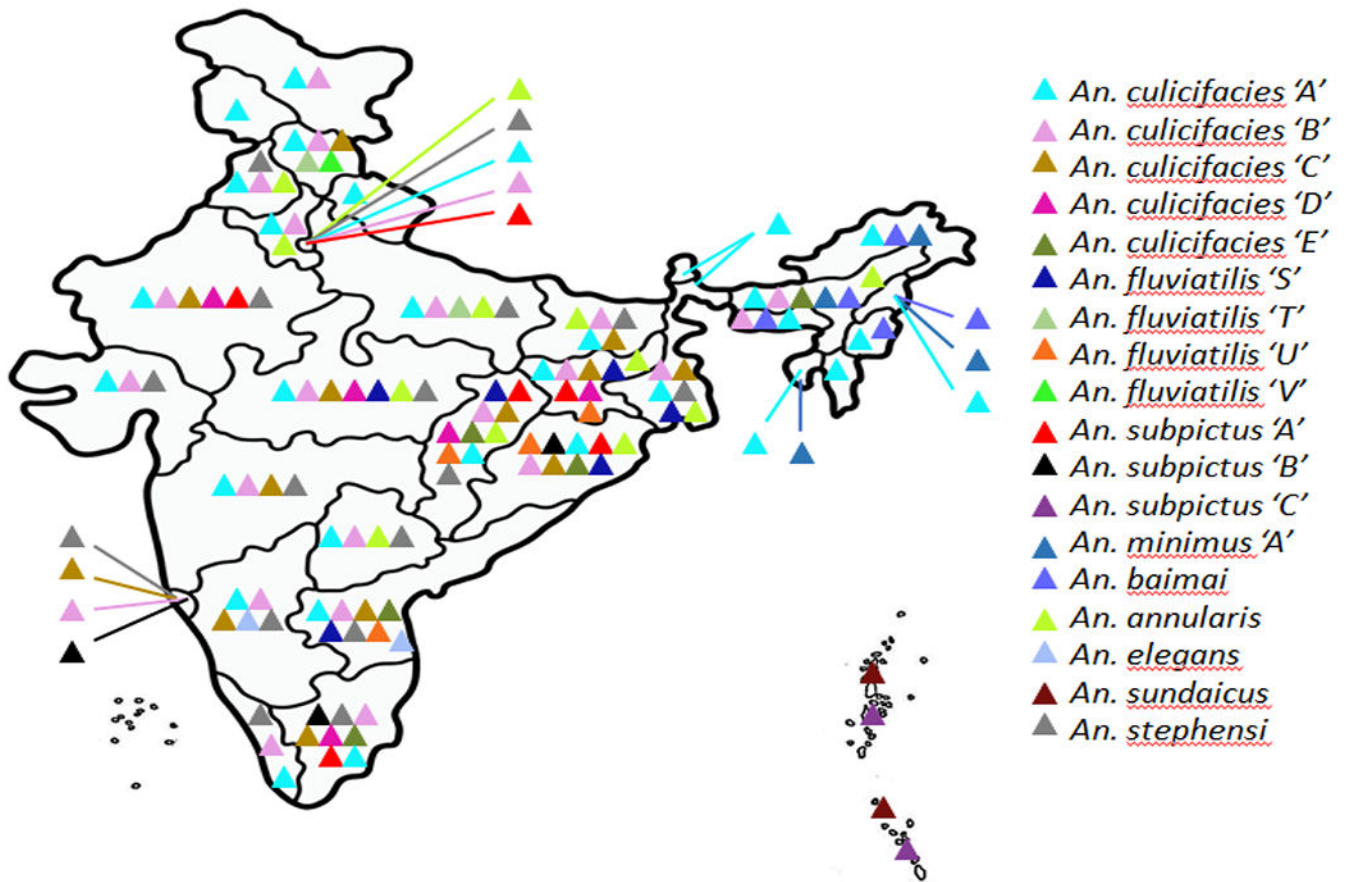 An. culicifacies ‘A’
An. culicifacies ‘B’
An. culicifacies ‘C’
An. culicifacies ‘D’
An. culicifacies ‘E’
An. fluviatilis ‘S’
An. fluviatilis ‘T’
An. fluviatilis ‘U’
An. fluviatilis ‘V’
An. subpictus ‘A’
An. subpictus ‘B’
An. subpictus ‘C’
An. minimus ‘A’
An. baimai
An. annularis
An. elegans
An. sundaicus
An. stephensi